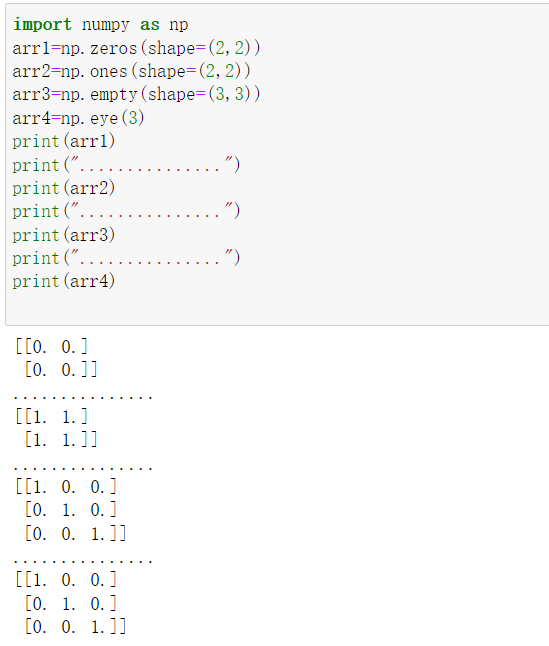 import numpy as np
arr1=np.zeros(shape=(2,2))
arr2=np.ones(shape=(2,2))
arr3=np.empty(shape=(3,3))
arr4=np.eye(3)
print(arr1)
print("...............")
print(arr2)
print("...............")
print(arr3)
print("...............")
print(arr4)
[[0. 0.]
 [0. 0.]]
...............
[[1. 1.]
 [1. 1.]]
...............
[[1. 0. 0.]
 [0. 1. 0.]
 [0. 0. 1.]]
...............
[[1. 0. 0.]
 [0. 1. 0.]
 [0. 0. 1.]]